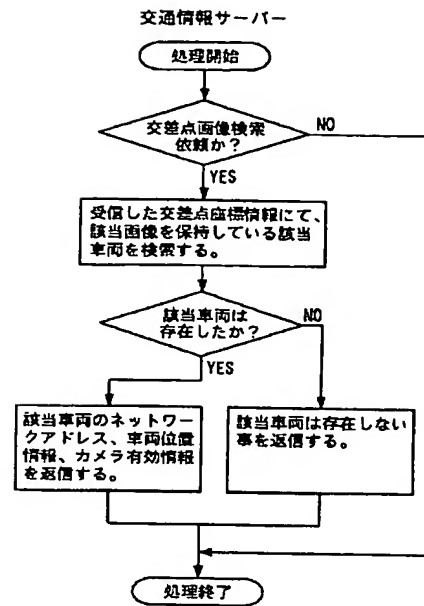 交通情報サーバー
処理開始
交差点画像検索
依頼か？
NO
YES
受信した交差点座標情報にて、
該当画像を保持している該当
車両を検索する。
該当車両は
存在したか？
NO
YES
該当車両のネットワー
クアドレス、車両位置
情報、カメラ有効情報
を返信する。
該当車両は存在しない
事を返信する。
処理終了